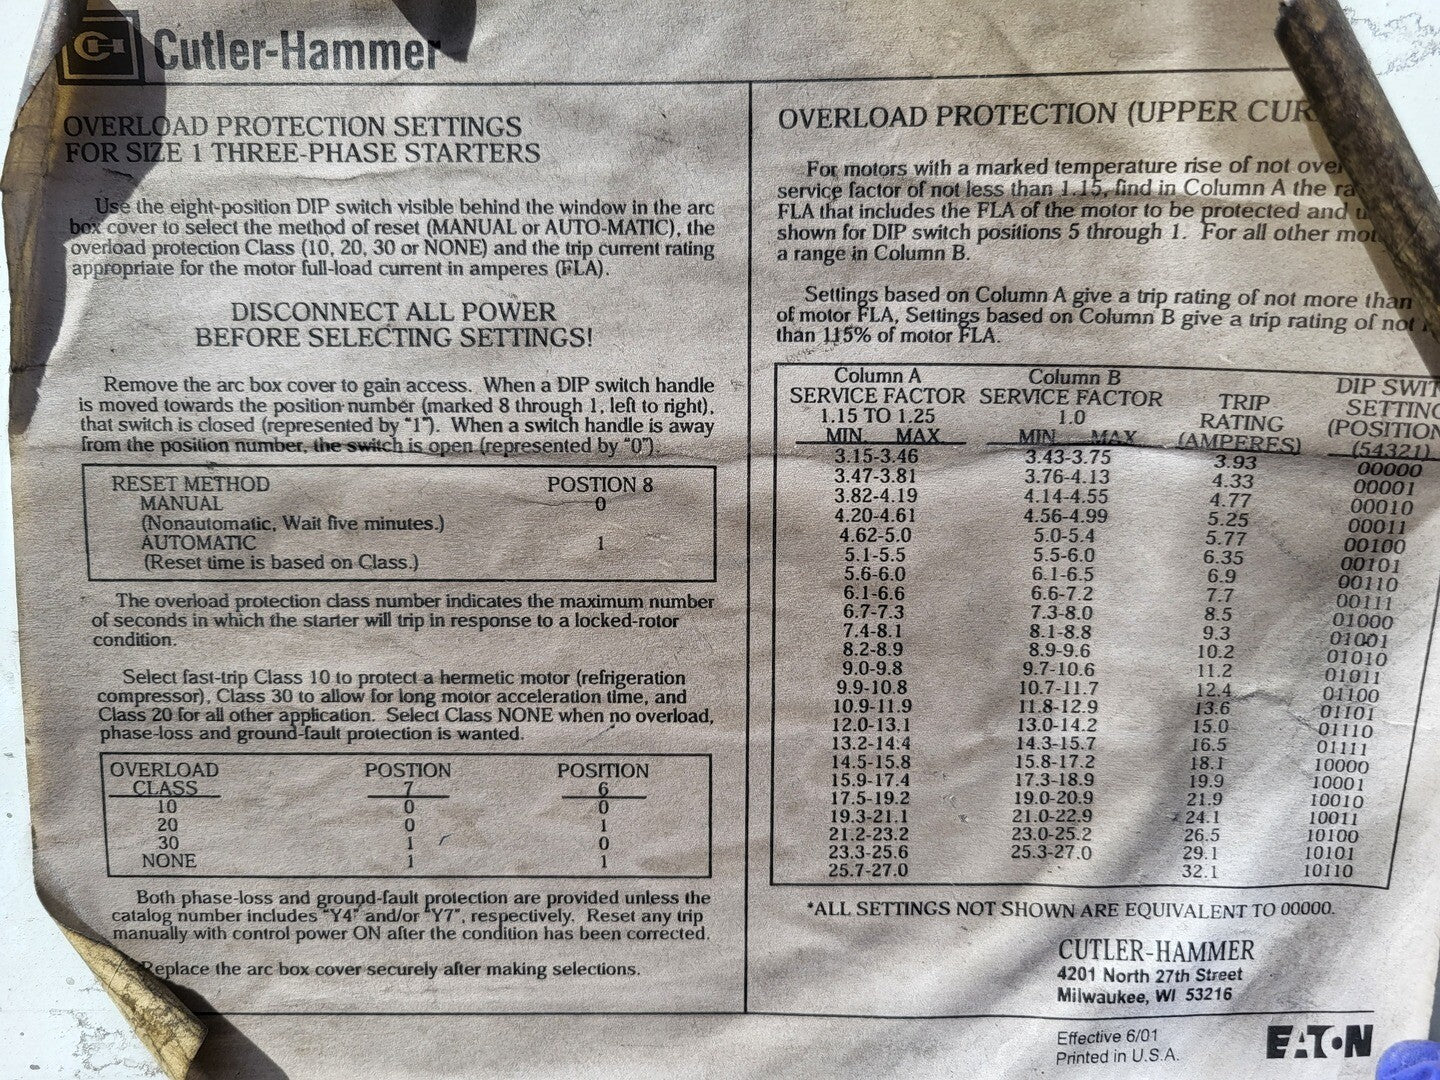 CH Cutler-Hammer
OVERLOAD PROTECTION SETTINGS
FOR SIZE 1 THREE-PHASE STARTERS
Use the eight-position DIP switch visible behind the window in the arc
box cover to select the method of reset (MANUAL or AUTO-MATIC), the
overload protection Class (10, 20, 30 or NONE) and the trip current rating
appropriate for the motor full-load current in amperes (FLA).
DISCONNECT ALL POWER
BEFORE SELECTING SETTINGS!
Remove the arc box cover to gain access. When a DIP switch handle
is moved towards the position number (marked 8 through 1, left to right),
that switch is closed (represented by "1"). When a switch handle is away
from the position number, the switch is open (represented by "0").
RESET METHOD POSTION 8
MANUAL 0
(Nonautomatic, Wait five minutes.)
AUTOMATIC 1
(Reset time is based on Class.)
The overload protection class number indicates the maximum number
of seconds in which the starter will trip in response to a locked-rotor
condition.
Select fast-trip Class 10 to protect a hermetic motor (refrigeration
compressor), Class 30 to allow for long motor acceleration time, and
Class 20 for all other application. Select Class NONE when no overload,
phase-loss and ground-fault protection is wanted.
OVERLOAD POSTION POSITION
CLASS 7 6
10 0 0
20 0 1
30 1 0
NONE 1 1
Both phase-loss and ground-fault protection are provided unless the
catalog number includes "Y4" and/or "Y7", respectively. Reset any trip
manually with control power ON after the condition has been corrected.
Replace the arc box cover securely after making selections.
OVERLOAD PROTECTION (UPPER CUR
For motors with a marked temperature rise of not over
service factor of not less than 1.15, find in Column A the ra
FLA that includes the FLA of the motor to be protected and u
shown for DIP switch positions 5 through 1. For all other mot
a range in Column B.
Settings based on Column A give a trip rating of not more than
of motor FLA, Settings based on Column B give a trip rating of not
than 115% of motor FLA.
Column A Column B DIP SWIT
SERVICE FACTOR SERVICE FACTOR TRIP SETTING
1.15 TO 1.25 1.0 RATING (POSITION
MIN MAX MIN MAX (AMPERES) (54321)
3.15-3.46 3.43-3.75 3.93 00000
3.47-3.81 3.76-4.13 4.33 00001
3.82-4.19 4.14-4.55 4.77 00010
4.20-4.61 4.56-4.99 5.25 00011
4.62-5.0 5.0-5.4 5.77 00100
5.1-5.5 5.5-6.0 6.35 00101
5.6-6.0 6.1-6.5 6.9 00110
6.1-6.6 6.6-7.2 7.7 00111
6.7-7.3 7.3-8.0 8.5 01000
7.4-8.1 8.1-8.8 9.3 01001
8.2-8.9 8.9-9.6 10.2 01010
9.0-9.8 9.7-10.6 11.2 01011
9.9-10.8 10.7-11.7 12.4 01100
10.9-11.9 11.8-12.9 13.6 01101
12.0-13.1 13.0-14.2 15.0 01110
13.2-14.4 14.3-15.7 16.5 01111
14.5-15.8 15.8-17.2 18.1 10000
15.9-17.4 17.3-18.9 19.9 10001
17.5-19.2 19.0-20.9 21.9 10010
19.3-21.1 21.0-22.9 24.1 10011
21.2-23.2 23.0-25.2 26.5 10100
23.3-25.6 25.3-27.0 29.1 10101
25.7-27.0 32.1 10110
*ALL SETTINGS NOT SHOWN ARE EQUIVALENT TO 00000.
CUTLER-HAMMER
4201 North 27th Street
Milwaukee, WI 53216
Effective 6/01
Printed in U.S.A.
EATON